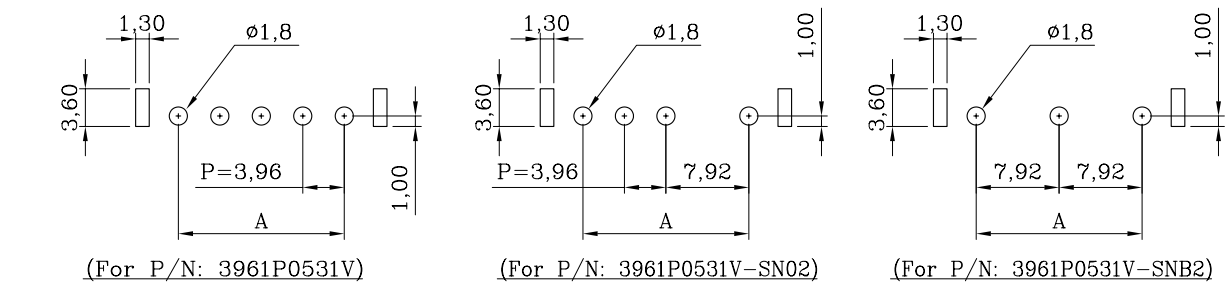 1,30
ø1,8
3,60
P=3,96
1,00
A
(For P/N: 3961P0531V)
1,30
ø1,8
1,00
3,60
P=3,96
7,92
A
(For P/N: 3961P0531V-SN02)
1,30
ø1,8
1,00
3,60
7,92
7,92
A
(For P/N: 3961P0531V-SNB2)